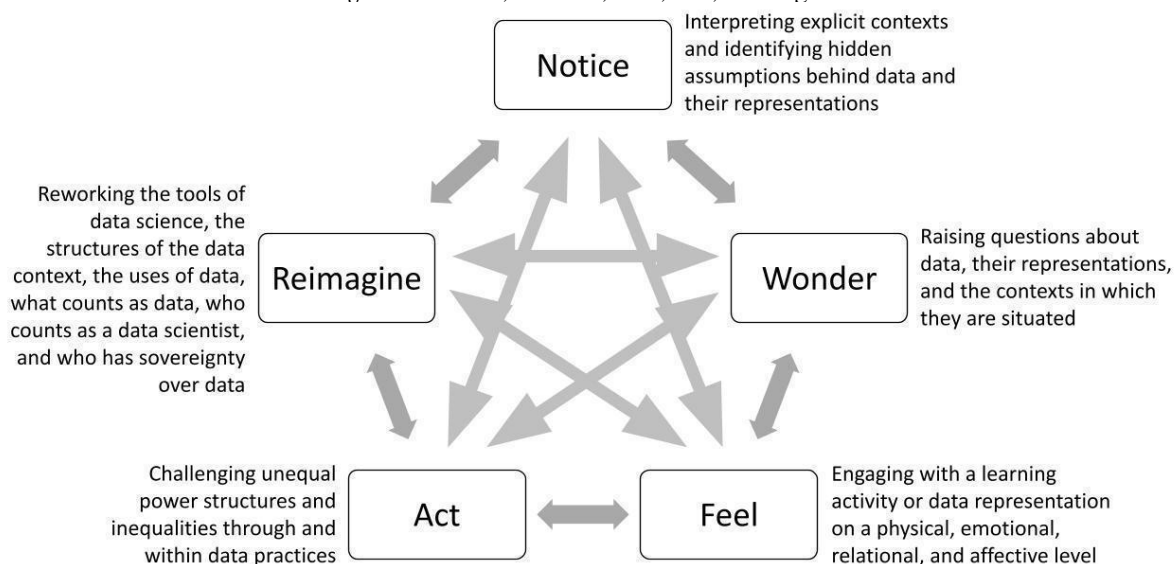 Notice
Interpreting explicit contexts
and identifying hidden
assumptions behind data and
their representations
Reworking the tools of
data science, the
structures of the data
context, the uses of data,
what counts as data, who
counts as a data scientist,
and who has sovereignty
over data
Reimagine
Wonder
Raising questions about
data, their representations,
and the contexts in which
they are situated
Challenging unequal
power structures and
inequalities through and
within data practices
Act
Feel
Engaging with a learning
activity or data representation
on a physical, emotional,
relational, and affective level